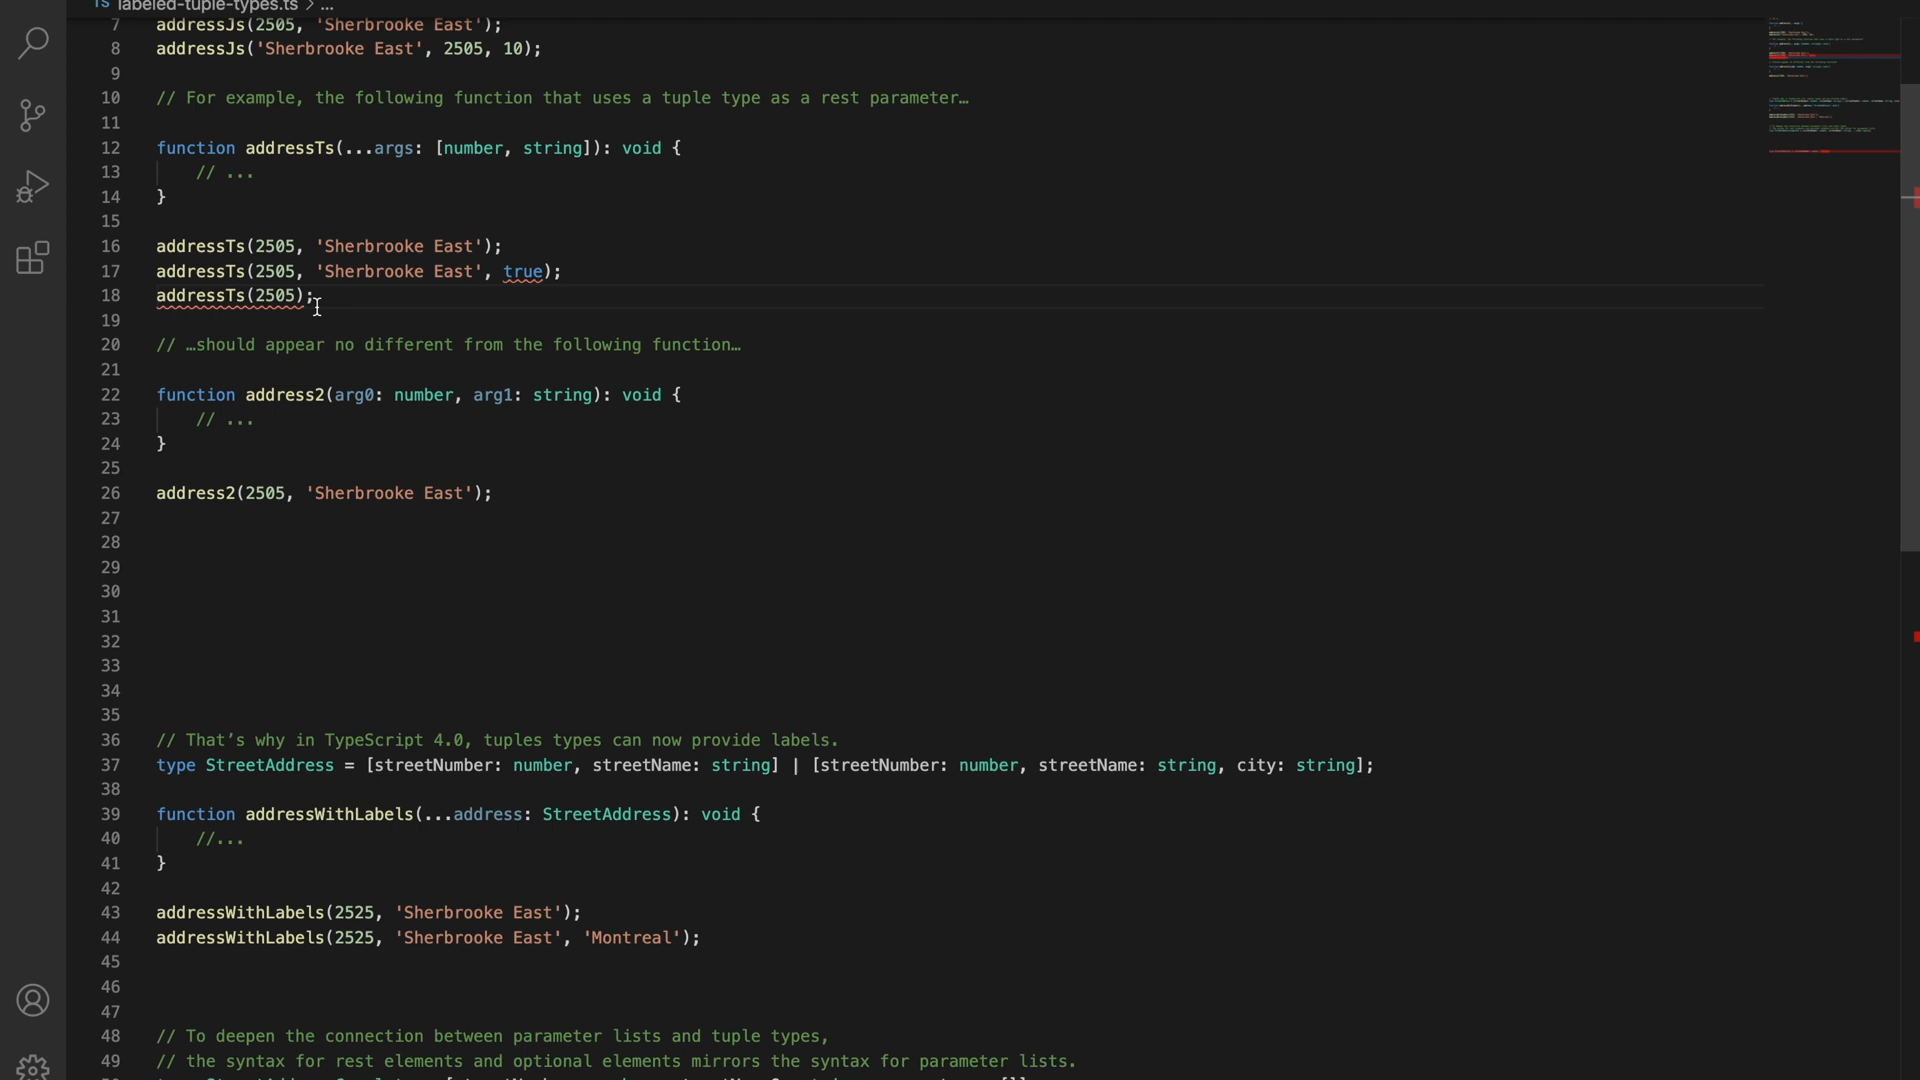 TS labeled-tuple-types.ts > ...
7 addressJs(2505, 'Sherbrooke East');
8 addressJs('Sherbrooke East', 2505, 10);
9
10 // For example, the following function that uses a tuple type as a rest parameter…
11
12 function addressTs(...args: [number, string]): void {
13 // ...
14 }
15
16 addressTs(2505, 'Sherbrooke East');
17 addressTs(2505, 'Sherbrooke East', true);
18 addressTs(2505);
19
20 // …should appear no different from the following function…
21
22 function address2(arg0: number, arg1: string): void {
23 // ...
24 }
25
26 address2(2505, 'Sherbrooke East');
27
28
29
30
31
32
33
34
35
36 // That’s why in TypeScript 4.0, tuples types can now provide labels.
37 type StreetAddress = [streetNumber: number, streetName: string] | [streetNumber: number, streetName: string, city: string];
38
39 function addressWithLabels(...address: StreetAddress): void {
40 //...
41 }
42
43 addressWithLabels(2525, 'Sherbrooke East');
44 addressWithLabels(2525, 'Sherbrooke East', 'Montreal');
45
46
47
48 // To deepen the connection between parameter lists and tuple types,
49 // the syntax for rest elements and optional elements mirrors the syntax for parameter lists.